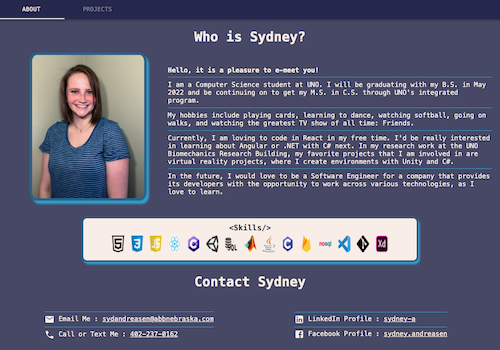 ABOUT PROJECTS
Who is Sydney?
Hello, it is a pleasure to e-meet you!
I am a Computer Science student at UNO. I will be graduating with my B.S. in May
2022 and be continuing on to get my M.S. in C.S. through UNO's integrated
program.
My hobbies include playing cards, learning to dance, watching softball, going on
walks, and watching the greatest TV show of all time: Friends.
Currently, I am loving to code in React in my free time. I'd be really interested
in learning about Angular or .NET with C# next. In my research work at the UNO
Biomechanics Research Building, my favorite projects that I am involved in are
virtual reality projects, where I create environments with Unity and C#.
In the future, I would love to be a Software Engineer for a company that provides
its developers with the opportunity to work across various technologies, as I
love to learn.
<Skills/>
5 3 JS SQL Java C nosql Xd
Contact Sydney
Email Me : sydandreasen@abbnebraska.com
LinkedIn Profile : sydney-a
Call or Text Me : 402-237-0162
Facebook Profile : sydney.andreasen